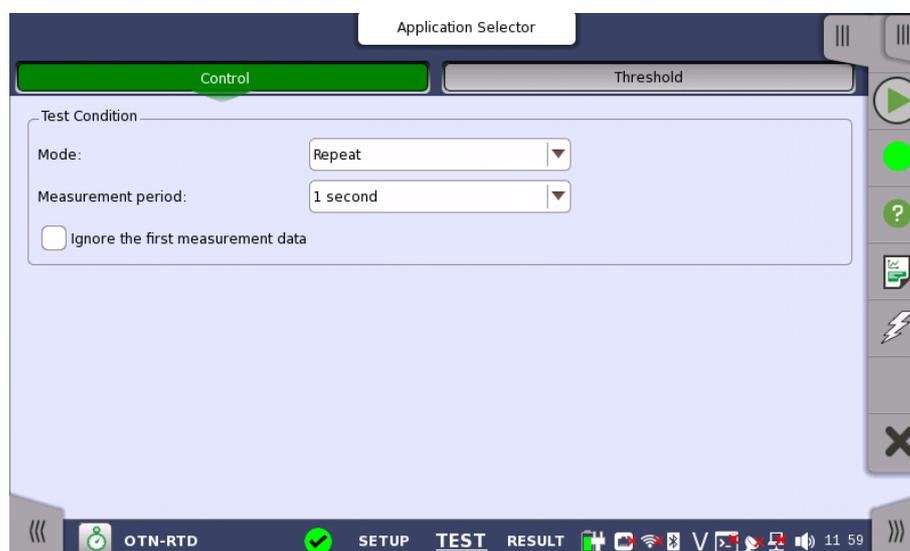 Application Selector
Control
Threshold
Test Condition
Mode:
Repeat
Measurement period:
1 second
Ignore the first measurement data
OTN-RTD
SETUP
TEST
RESULT
11 59